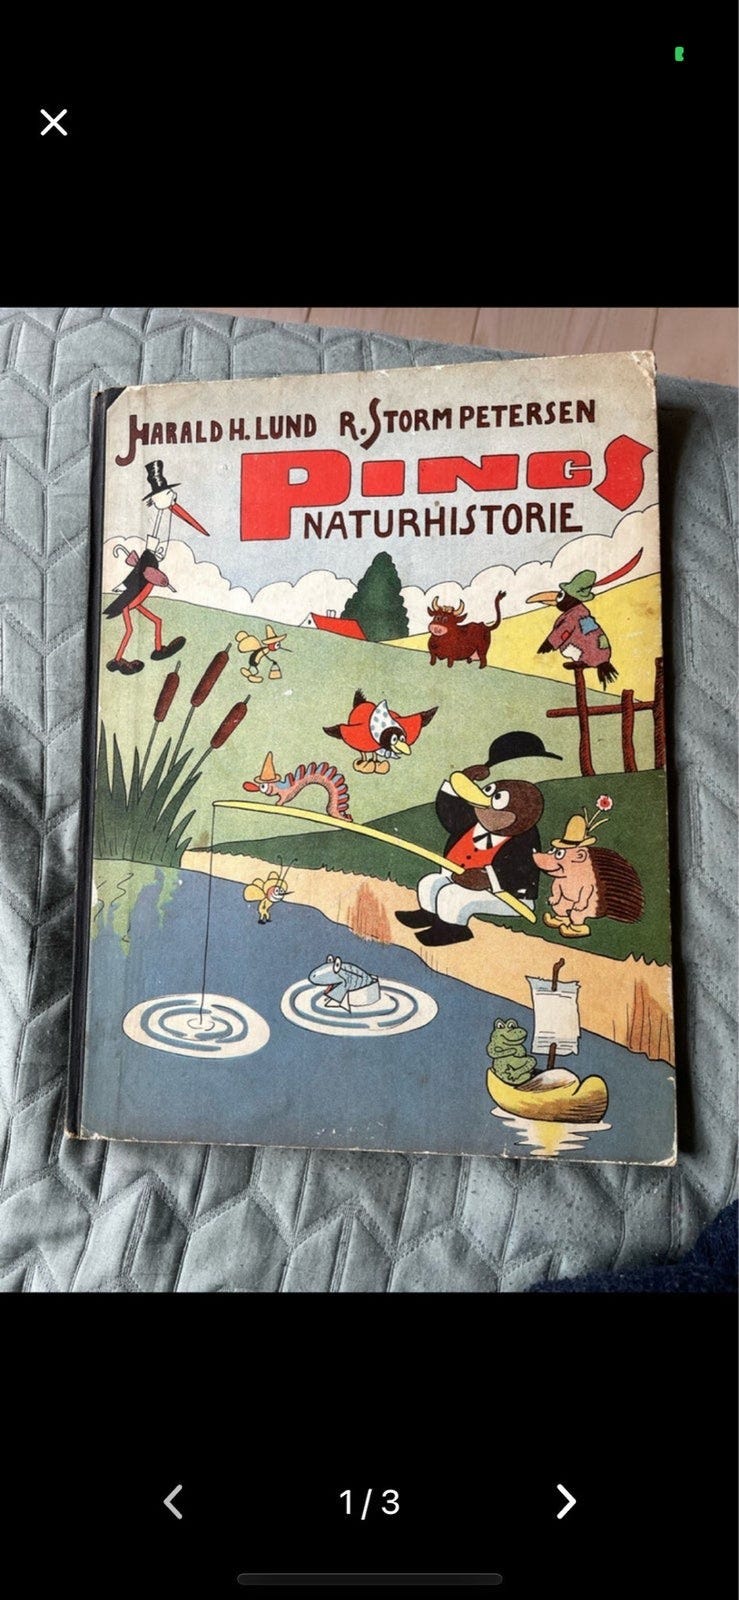 HARALD H. LUND R. STORM PETERSEN
PINGS
NATURHISTORIE
1/3